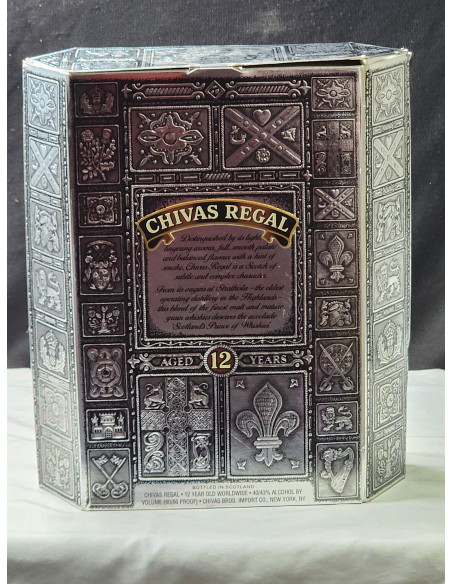 CHIVAS REGAL
Distinguished by its light,
lingering aroma, full, smooth palate
and balanced flavour with a hint of
smoke, Chivas Regal is a Scotch of
subtle and complex character.
From its origins at Strathisla - the oldest
operating distillery in the Highlands -
this blend of the finest malt and mature
grain whiskies deserves the accolade
Scotland's Prince of Whiskies.
AGED 12 YEARS
BOTTLED IN SCOTLAND
CHIVAS REGAL • 12 YEAR OLD WORLDWIDE • 40/43% ALCOHOL BY
VOLUME (80/86 PROOF) • CHIVAS BROS. IMPORT CO., NEW YORK, NY